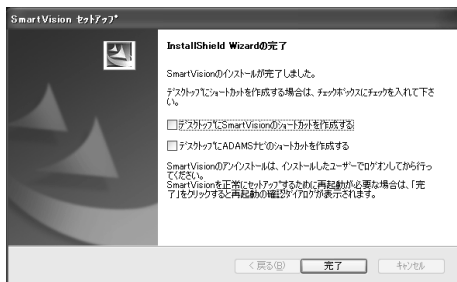 SmartVision ｾｯﾄｱｯﾌﾟ
InstallShield Wizardの完了
SmartVisionのインストールが完了しました。
ﾃﾞｽｸﾄｯﾌﾟにｼｮｰﾄｶｯﾄを作成する場合は、ﾁｪｯｸﾎﾞｯｸｽにﾁｪｯｸを入れて下さ
い。
ﾃﾞｽｸﾄｯﾌﾟにSmartVisionのｼｮｰﾄｶｯﾄを作成する
ﾃﾞｽｸﾄｯﾌﾟにADAMSﾅﾋﾞのｼｮｰﾄｶｯﾄを作成する
SmartVisionのｱﾝｲﾝｽﾄｰﾙは、ｲﾝｽﾄｰﾙしたﾕｰｻﾞｰでﾛｸﾞｵﾝしてから行っ
てください。
SmartVisionを正常にｾｯﾄｱｯﾌﾟするために再起動が必要な場合は、「完
了」をｸﾘｯｸすると再起動の確認ﾀﾞｲｱﾛｸﾞが表示されます。
< 戻る(B)
完了
ｷｬﾝｾﾙ